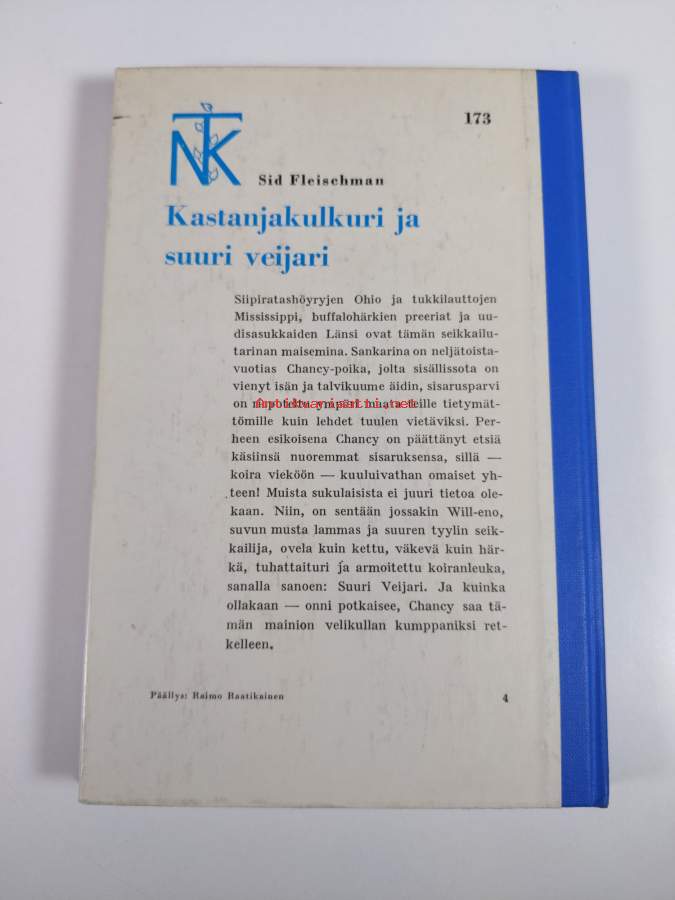 NTK
173
Sid Fleischman
Kastanjakulkuri ja
suuri veijari
Siipiratashöyryjen Ohio ja tukkilauttojen
Mississippi, buffalohärkien preeriat ja uu-
disasukkaiden Länsi ovat tämän seikkailu-
tarinan maisemina. Sankarina on neljätoista-
vuotias Chancy-poika, jolta sisällissota on
vienyt isän ja talvikuume äidin, sisarusparvi
on ripoteltu ympäri maata teille tietymät-
tömille kuin lehdet tuulen vietäviksi. Per-
heen esikoisena Chancy on päättänyt etsiä
käsiinsä nuoremmat sisaruksensa, sillä —
koira vieköön — kuuluivathan omaiset yh-
teen! Muista sukulaisista ei juuri tietoa ole-
kaan. Niin, on sentään jossakin Will-eno,
suvun musta lammas ja suuren tyylin seik-
kailija, ovela kuin kettu, väkevä kuin här-
kä, tuhattaituri ja armoitettu koiranleuka,
sanalla sanoen: Suuri Veijari. Ja kuinka
ollakaan — onni potkaisee, Chancy saa tä-
män mainion velikullan kumppaniksi ret-
kelleen.
Päällys: Raimo Raatikainen
4